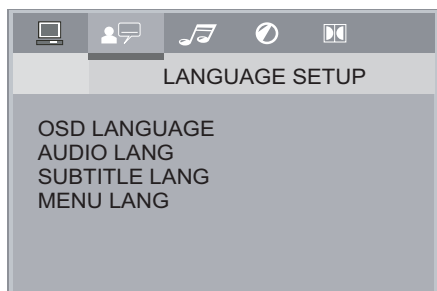 LANGUAGE SETUP
OSD LANGUAGE
AUDIO LANG
SUBTITLE LANG
MENU LANG